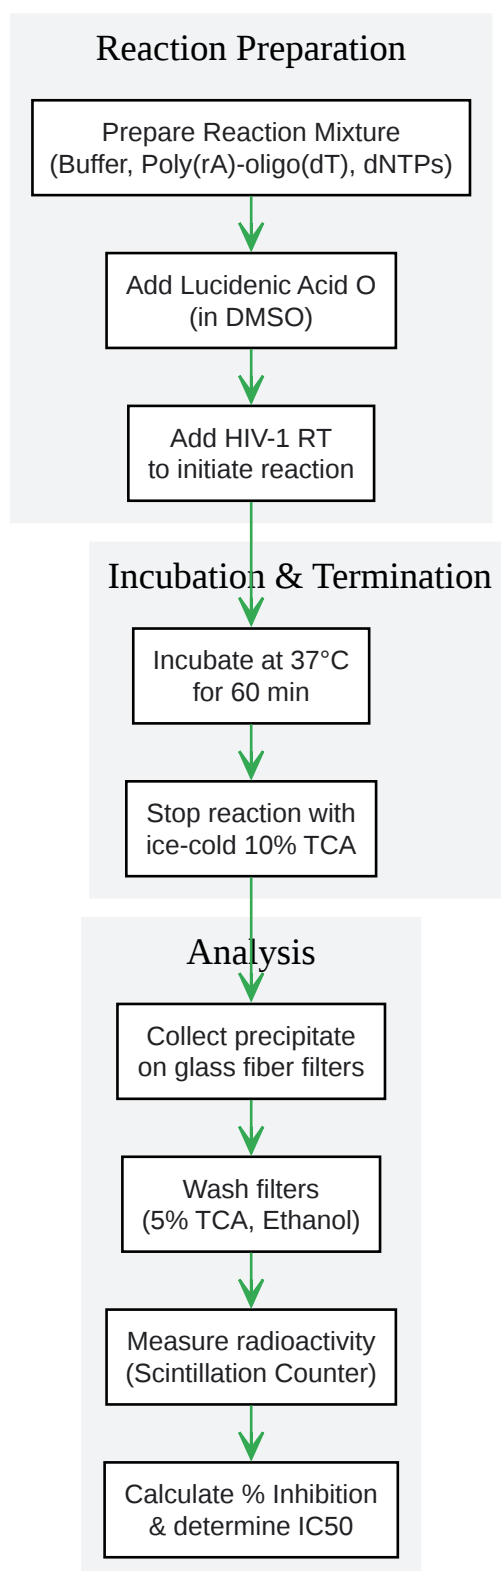 Reaction Preparation
Prepare Reaction Mixture
(Buffer, Poly(rA)-oligo(dT), dNTPs)
Add Lucidenic Acid O
(in DMSO)
Add HIV-1 RT
to initiate reaction
Incubation & Termination
Incubate at 37°C
for 60 min
Stop reaction with
ice-cold 10% TCA
Analysis
Collect precipitate
on glass fiber filters
Wash filters
(5% TCA, Ethanol)
Measure radioactivity
(Scintillation Counter)
Calculate % Inhibition
& determine IC50